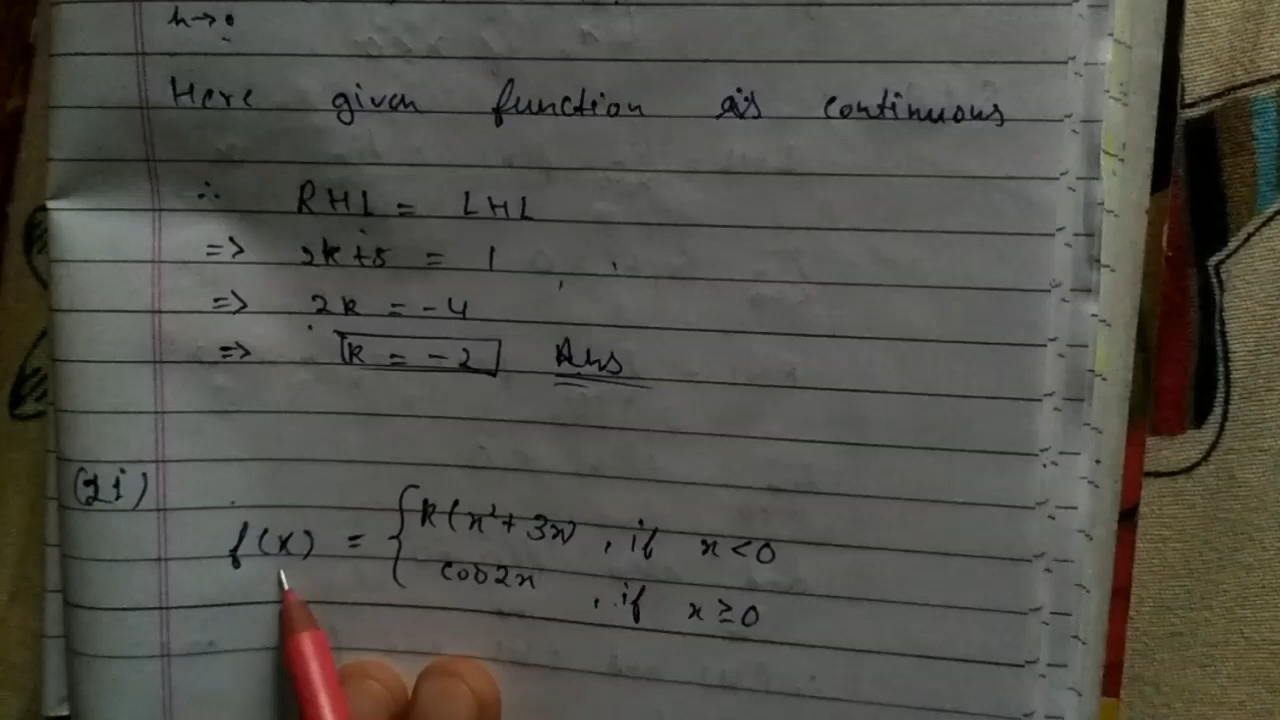 h→0
Here given function is continuous
∴ RHL = LHL
=> 2k+5 = 1
=> 2k = -4
=> k = -2 Ans
(21)
f(x) = { k(x²+3x), if x<0
cos2x, if x≥0